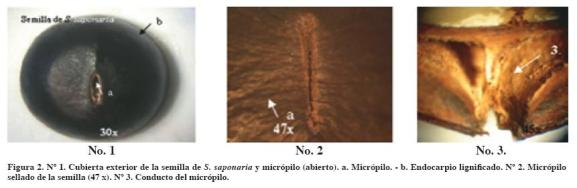 Semilla de S. saponaria
b
a
30x
a
47x
3.
No. 1
No. 2
No. 3.
Figura 2. Nº 1. Cubierta exterior de la semilla de S. saponaria y micrópilo (abierto). a. Micrópilo. - b. Endocarpio lignificado. Nº 2. Micrópilo
sellado de la semilla (47 x). Nº 3. Conducto del micrópilo.